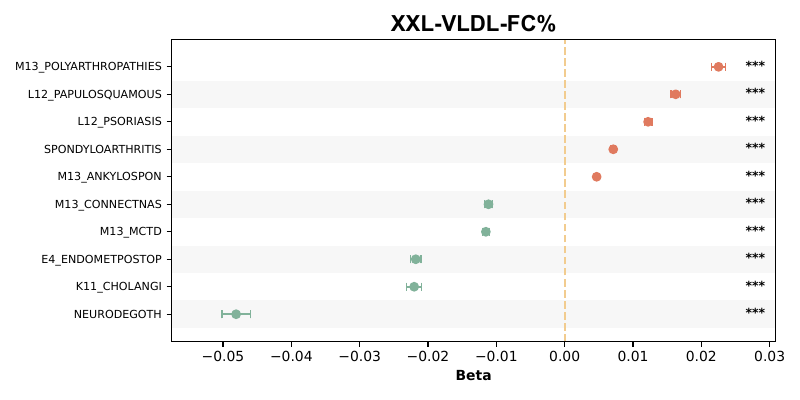 XXL-VLDL-FC%
M13_POLYARTHROPATHIES ***
L12_PAPULOSQUAMOUS ***
L12_PSORIASIS ***
SPONDYLOARTHRITIS ***
M13_ANKYLOSPON ***
M13_CONNECTNAS ***
M13_MCTD ***
E4_ENDOMETPOSTOP ***
K11_CHOLANGI ***
NEURODEGOTH ***
−0.05 −0.04 −0.03 −0.02 −0.01 0.00 0.01 0.02 0.03
Beta